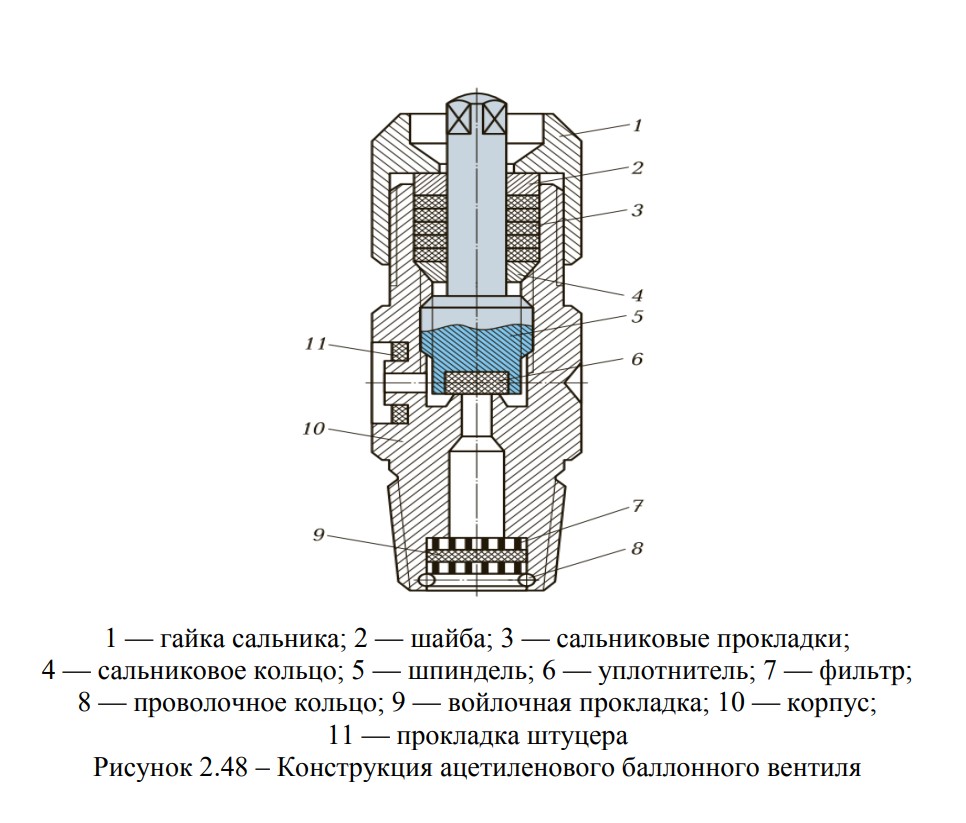 1
2
3
4
5
11
6
10
7
9
8
1 — гайка сальника; 2 — шайба; 3 — сальниковые прокладки;
4 — сальниковое кольцо; 5 — шпиндель; 6 — уплотнитель; 7 — фильтр;
8 — проволочное кольцо; 9 — войлочная прокладка; 10 — корпус;
11 — прокладка штуцера
Рисунок 2.48 – Конструкция ацетиленового баллонного вентиля